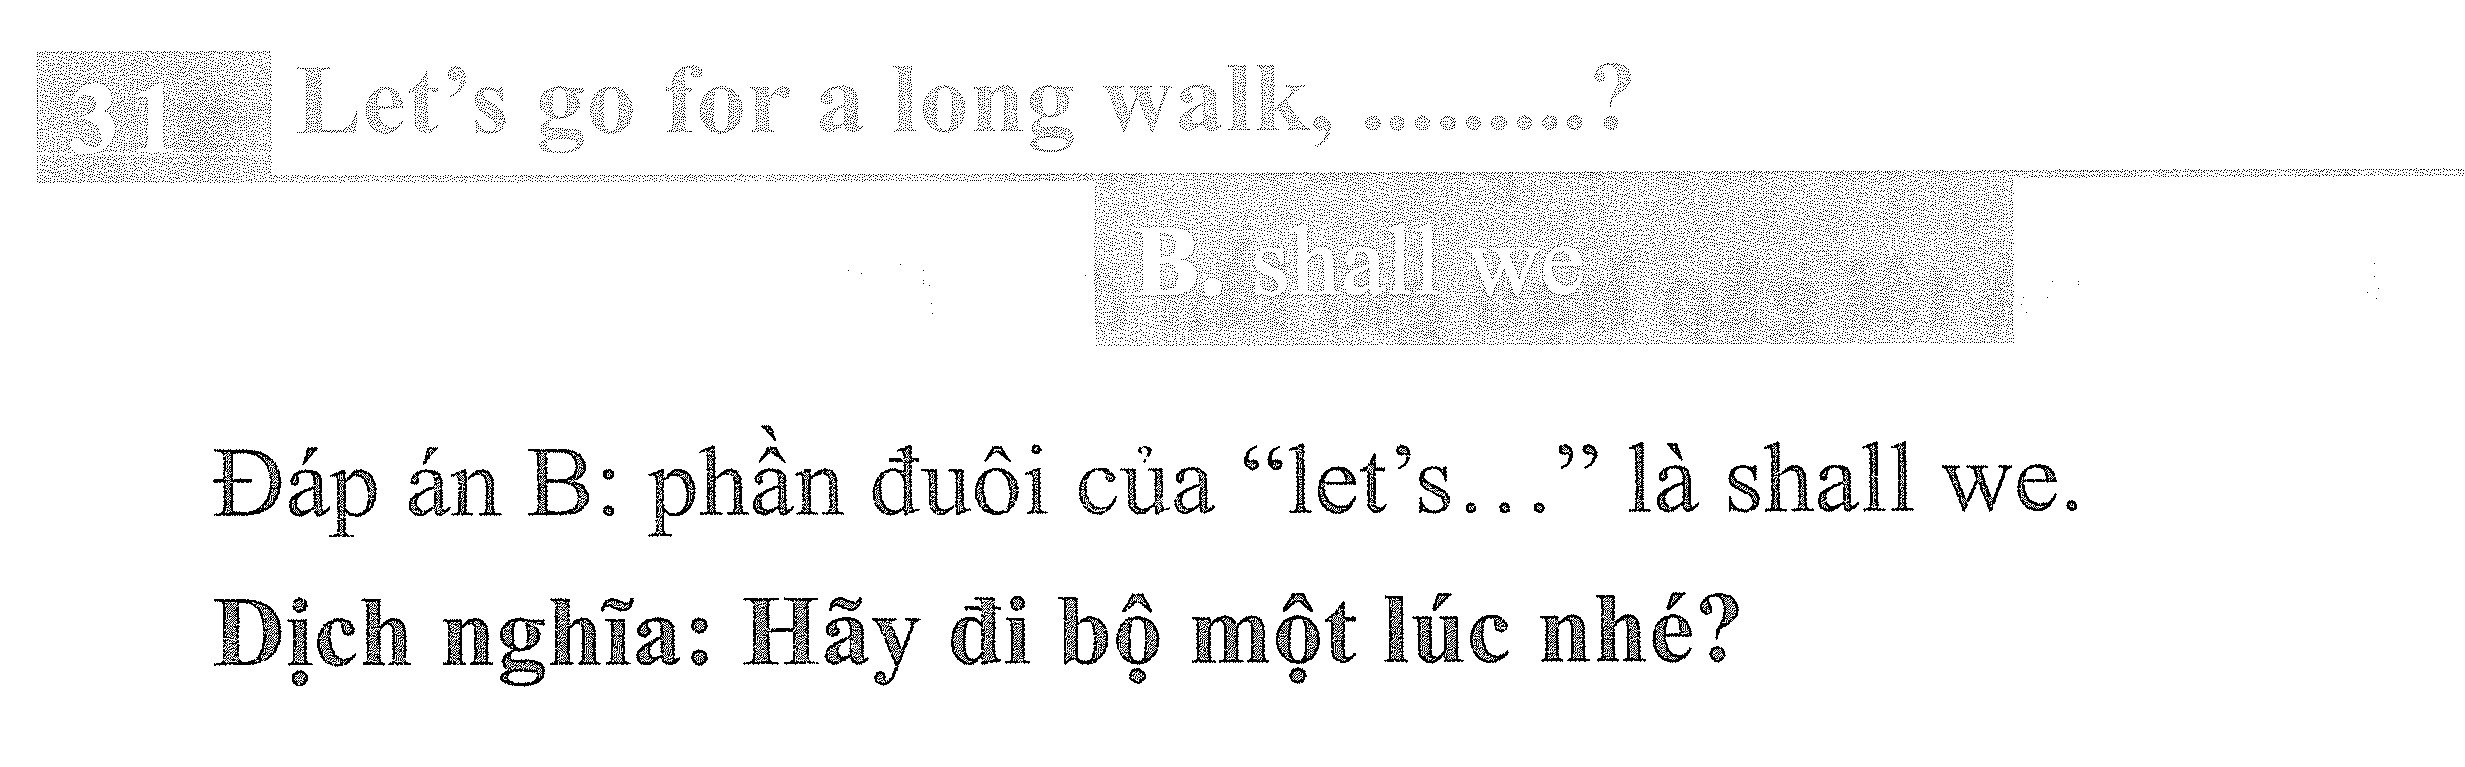 31 Let’s go for a long walk, .........?
B. shall we
Đáp án B: phần đuôi của “let’s…” là shall we.
Dịch nghĩa: Hãy đi bộ một lúc nhé?